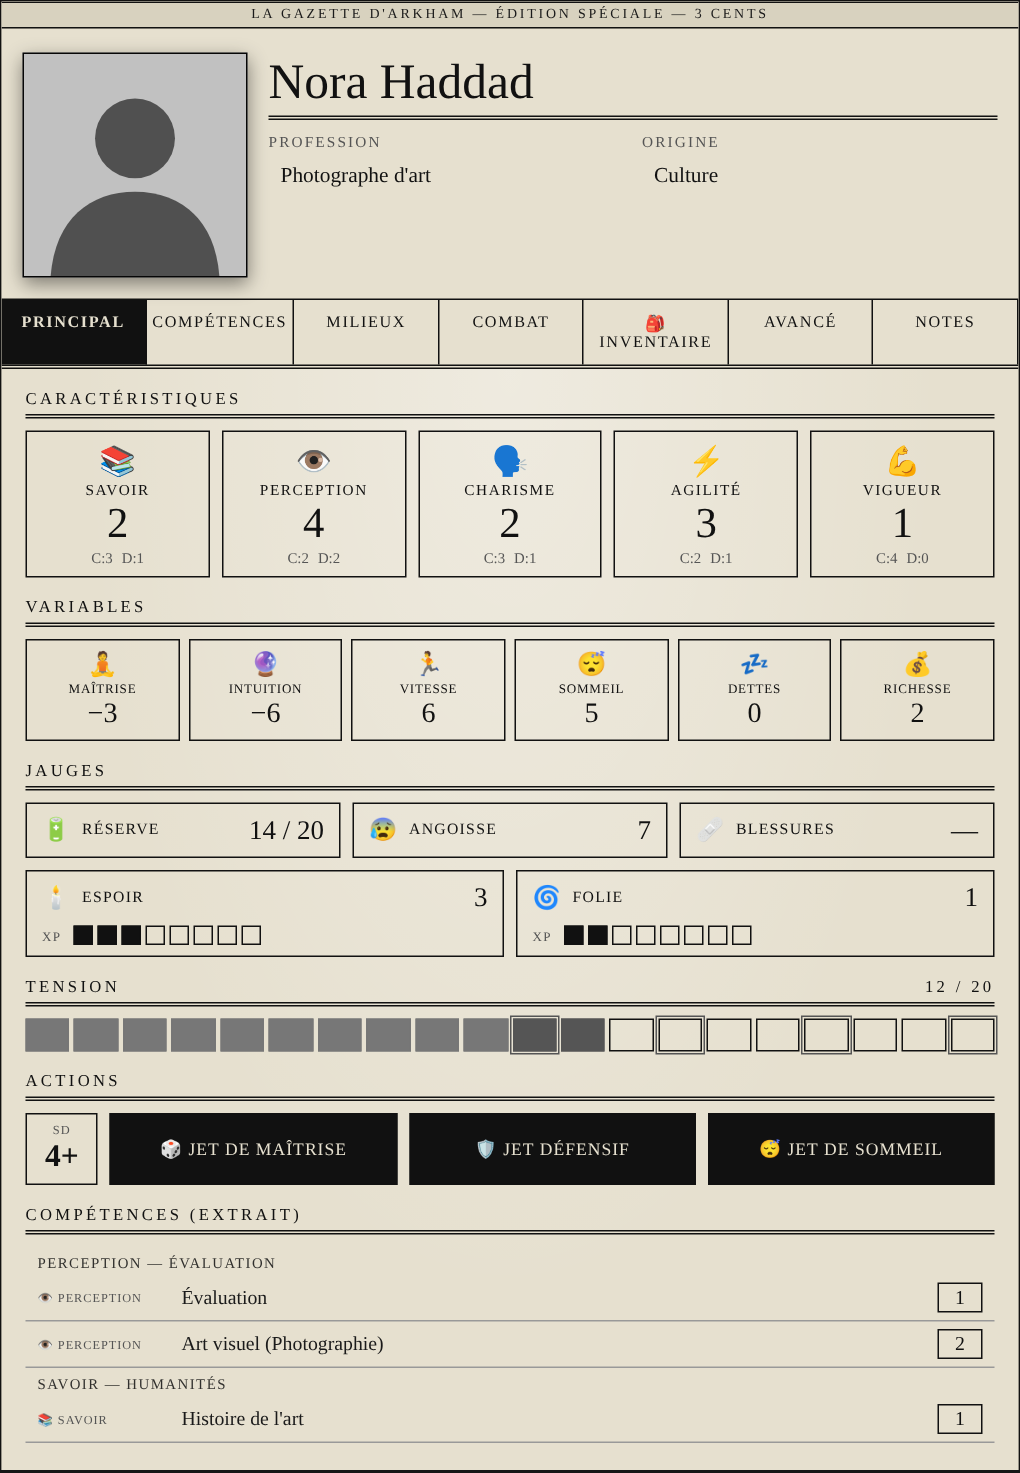 LA GAZETTE D'ARKHAM — ÉDITION SPÉCIALE — 3 CENTS
Nora Haddad
PROFESSION ORIGINE
Photographe d'art Culture
PRINCIPAL COMPÉTENCES MILIEUX COMBAT 🎒 INVENTAIRE AVANCÉ NOTES
CARACTÉRISTIQUES
SAVOIR PERCEPTION CHARISME AGILITÉ VIGUEUR
2 4 2 3 1
C:3 D:1 C:2 D:2 C:3 D:1 C:2 D:1 C:4 D:0
VARIABLES
MAÎTRISE INTUITION VITESSE SOMMEIL DETTES RICHESSE
−3 −6 6 5 0 2
JAUGES
RÉSERVE 14 / 20 ANGOISSE 7 BLESSURES —
ESPOIR 3 FOLIE 1
XP XP
TENSION 12 / 20
ACTIONS
SD
4+ JET DE MAÎTRISE JET DÉFENSIF JET DE SOMMEIL
COMPÉTENCES (EXTRAIT)
PERCEPTION — ÉVALUATION
PERCEPTION Évaluation 1
PERCEPTION Art visuel (Photographie) 2
SAVOIR — HUMANITÉS
SAVOIR Histoire de l'art 1